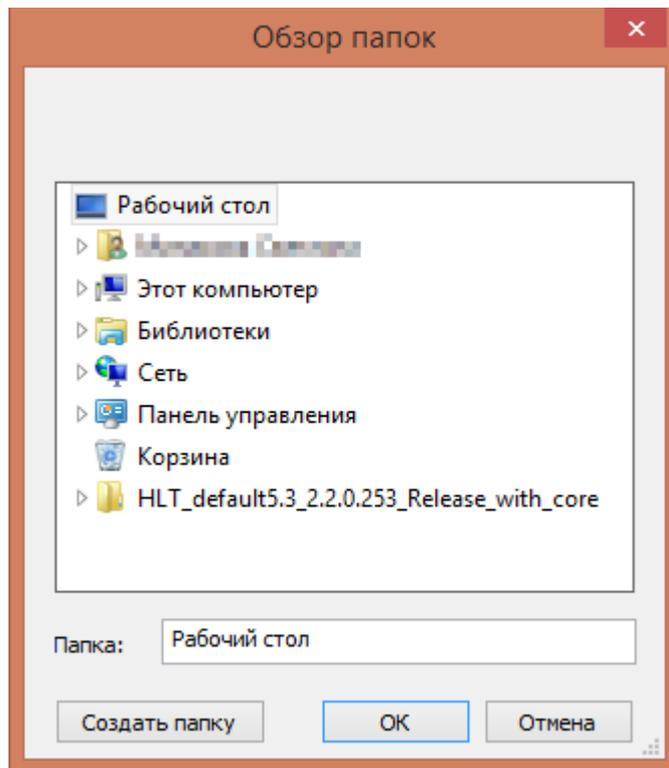 Обзор папок
Рабочий стол
Этот компьютер
Библиотеки
Сеть
Панель управления
Корзина
HLT_default5.3_2.2.0.253_Release_with_core
Папка: Рабочий стол
Создать папку ОК Отмена